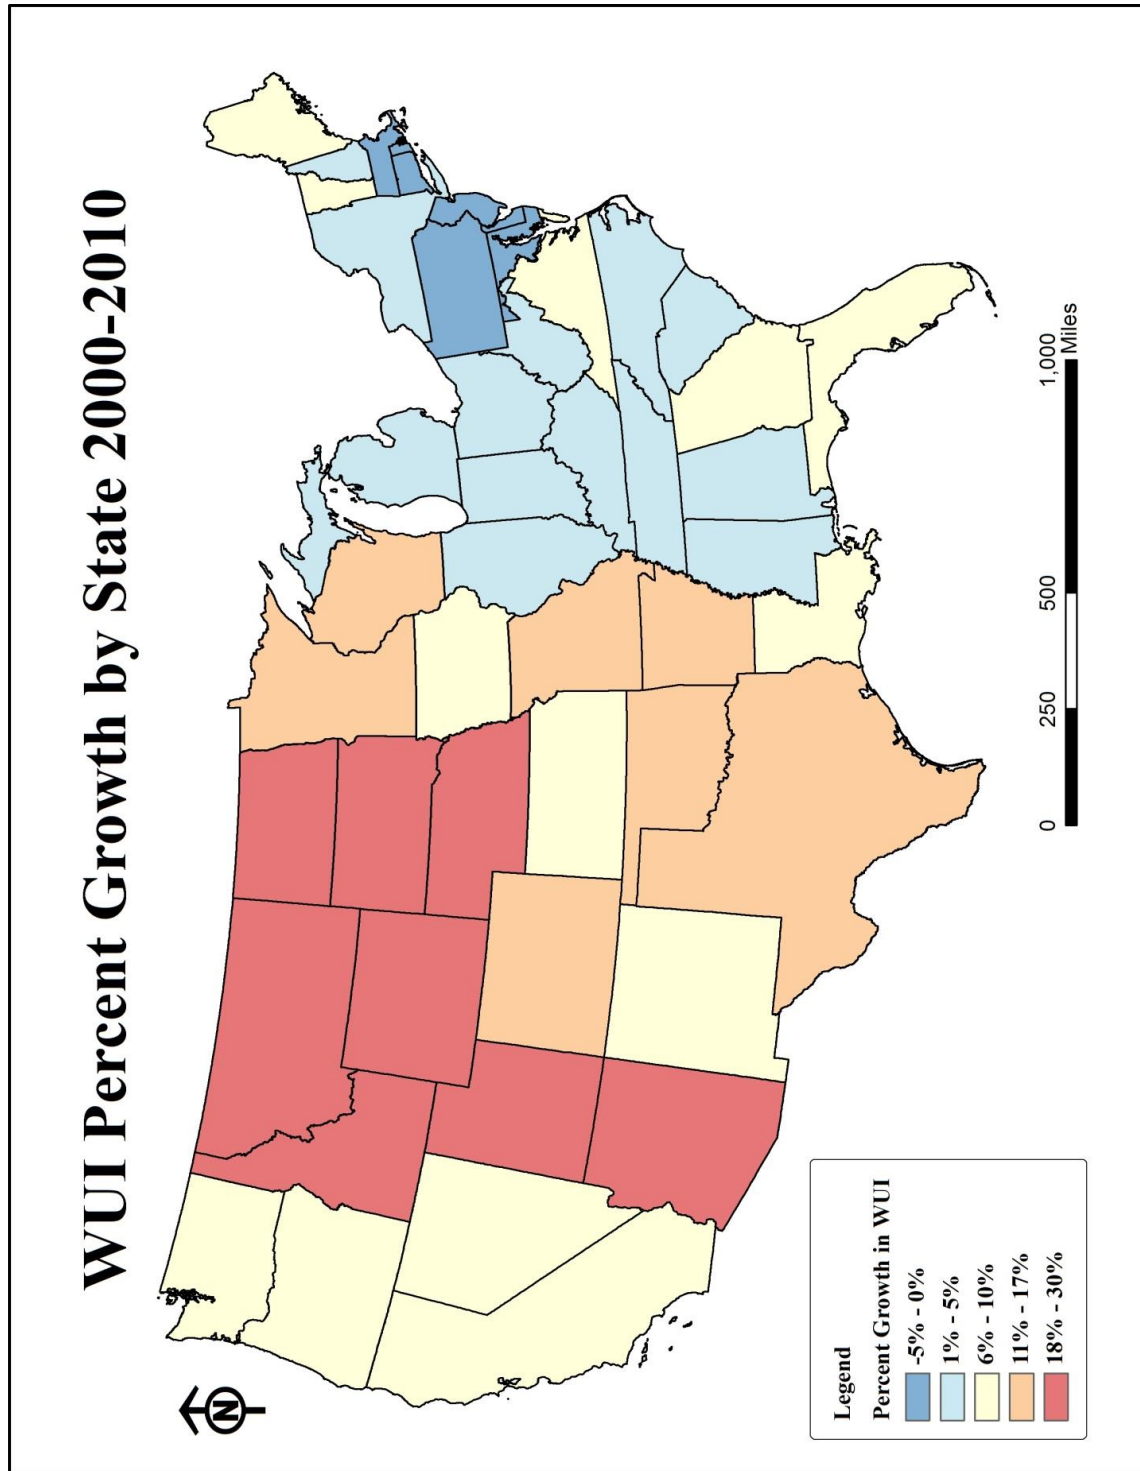 WUI Percent Growth by State 2000-2010
N
Legend
Percent Growth in WUI
-5% - 0%
1% - 5%
6% - 10%
11% - 17%
18% - 30%
0 250 500 1,000
Miles